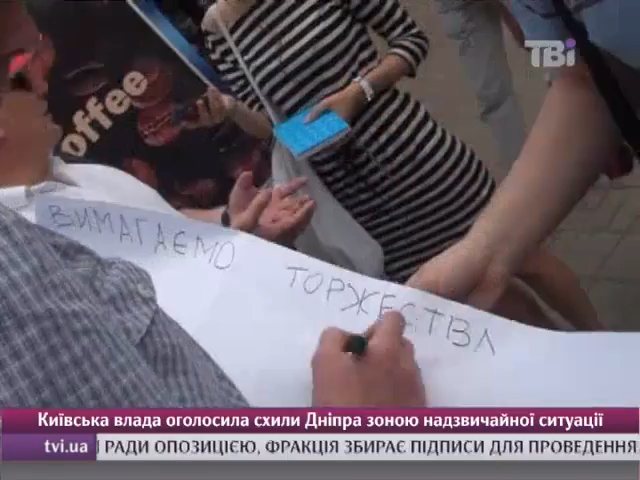 TBi
offee
ВИМАГАЄМО ТОРЖЕСТВА
Київська влада оголосила схили Дніпра зоною надзвичайної ситуації
tvi.ua
І РАДИ ОПОЗИЦІЄЮ, ФРАКЦІЯ ЗБИРАЄ ПІДПИСИ ДЛЯ ПРОВЕДЕННЯ